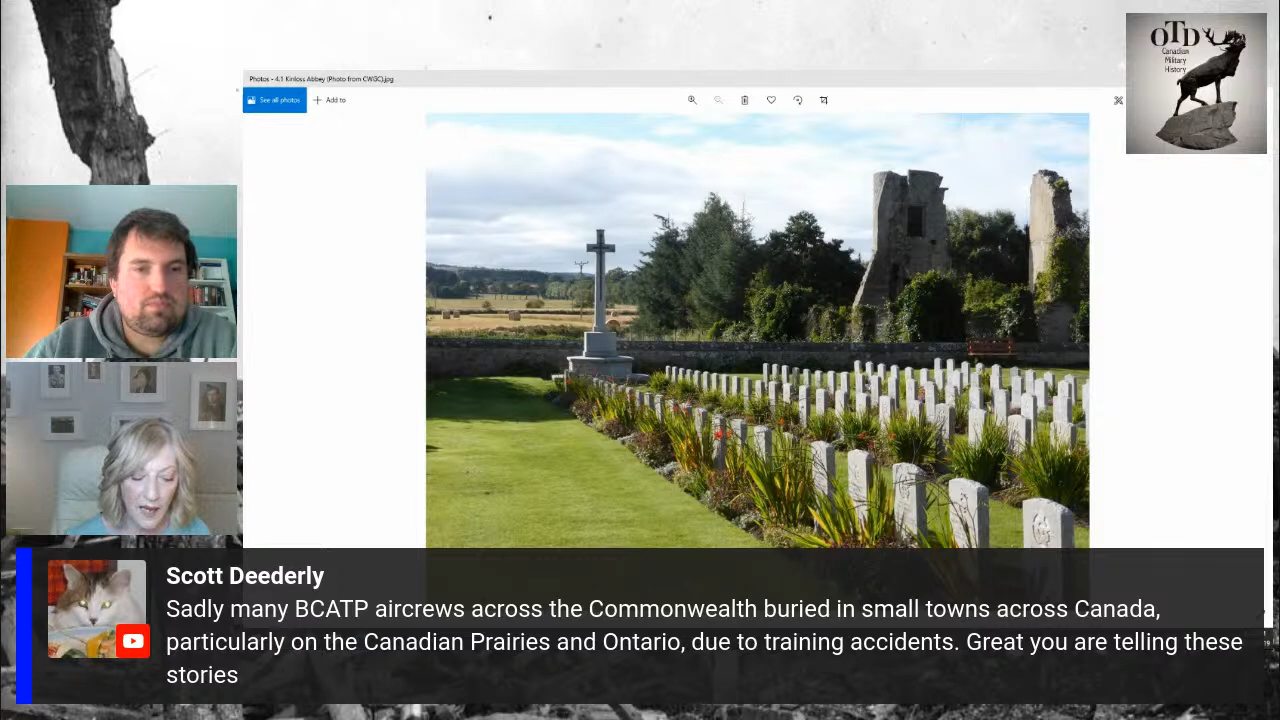 OTD
Canadian
Military
History
Photos - 4.1 Kinloss Abbey (Photo from CWGC).jpg
See all photos
Add to
Scott Deederly
Sadly many BCATP aircrews across the Commonwealth buried in small towns across Canada,
particularly on the Canadian Prairies and Ontario, due to training accidents. Great you are telling these
stories